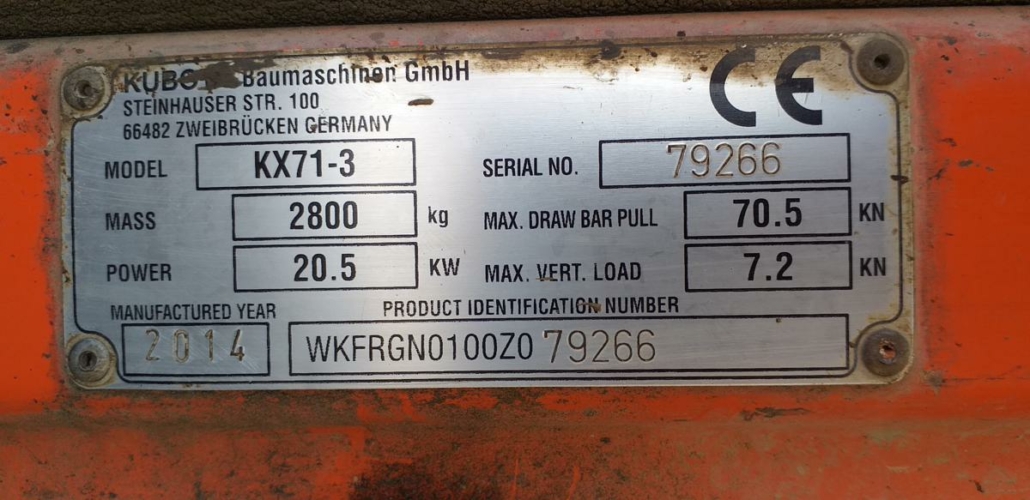 KUBOTA Baumaschinen GmbH
STEINHAUSER STR. 100
66482 ZWEIBRÜCKEN GERMANY
CE
MODEL KX71-3 SERIAL NO. 79266
MASS 2800 kg MAX. DRAW BAR PULL 70.5 KN
POWER 20.5 KW MAX. VERT. LOAD 7.2 KN
MANUFACTURED YEAR PRODUCT IDENTIFICATION NUMBER
2014 WKFRGN0100Z079266